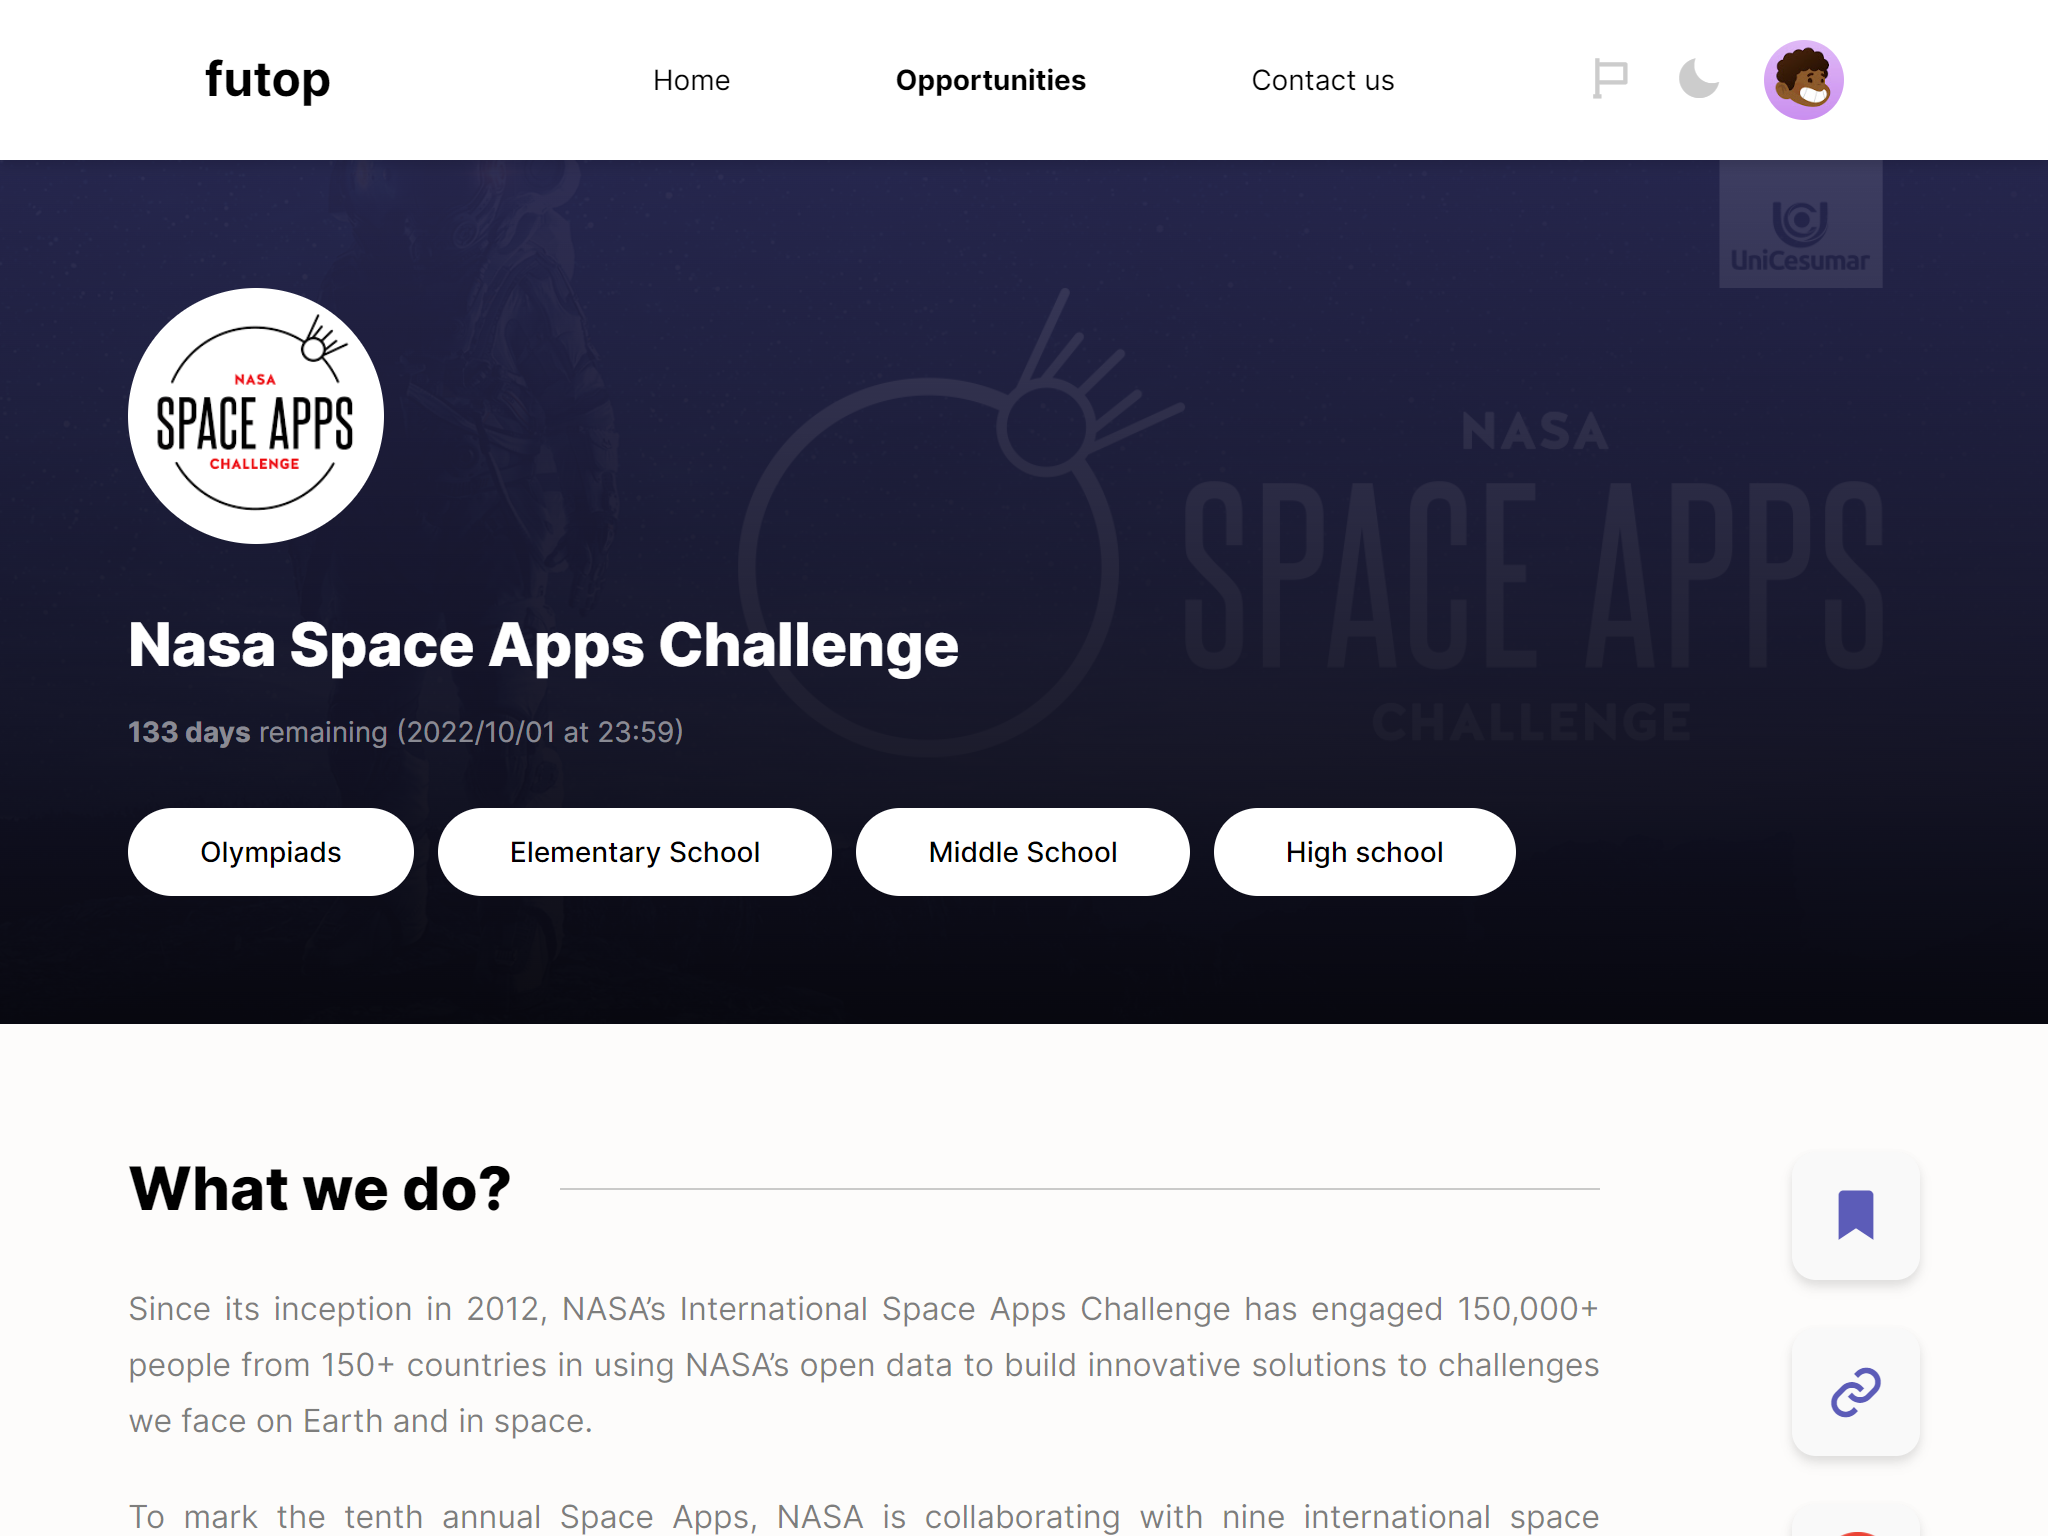 futop
Home
Opportunities
Contact us
UniCesumar
NASA
SPACE APPS
CHALLENGE
NASA
SPACE APPS
CHALLENGE
Nasa Space Apps Challenge
133 days remaining (2022/10/01 at 23:59)
Olympiads
Elementary School
Middle School
High school
What we do?
Since its inception in 2012, NASA’s International Space Apps Challenge has engaged 150,000+
people from 150+ countries in using NASA’s open data to build innovative solutions to challenges
we face on Earth and in space.
To mark the tenth annual Space Apps, NASA is collaborating with nine international space